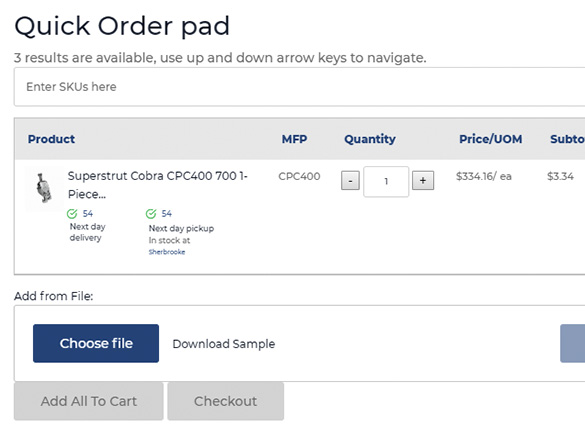 Quick Order pad
3 results are available, use up and down arrow keys to navigate.
Enter SKUs here
Product MFP Quantity Price/UOM Subto
Superstrut Cobra CPC400 700 1- CPC400 - 1 + $334.16/ ea $3.34
Piece...
54 54
Next day Next day pickup
delivery In stock at
Sherbrooke
Add from File:
Choose file Download Sample
Add All To Cart Checkout